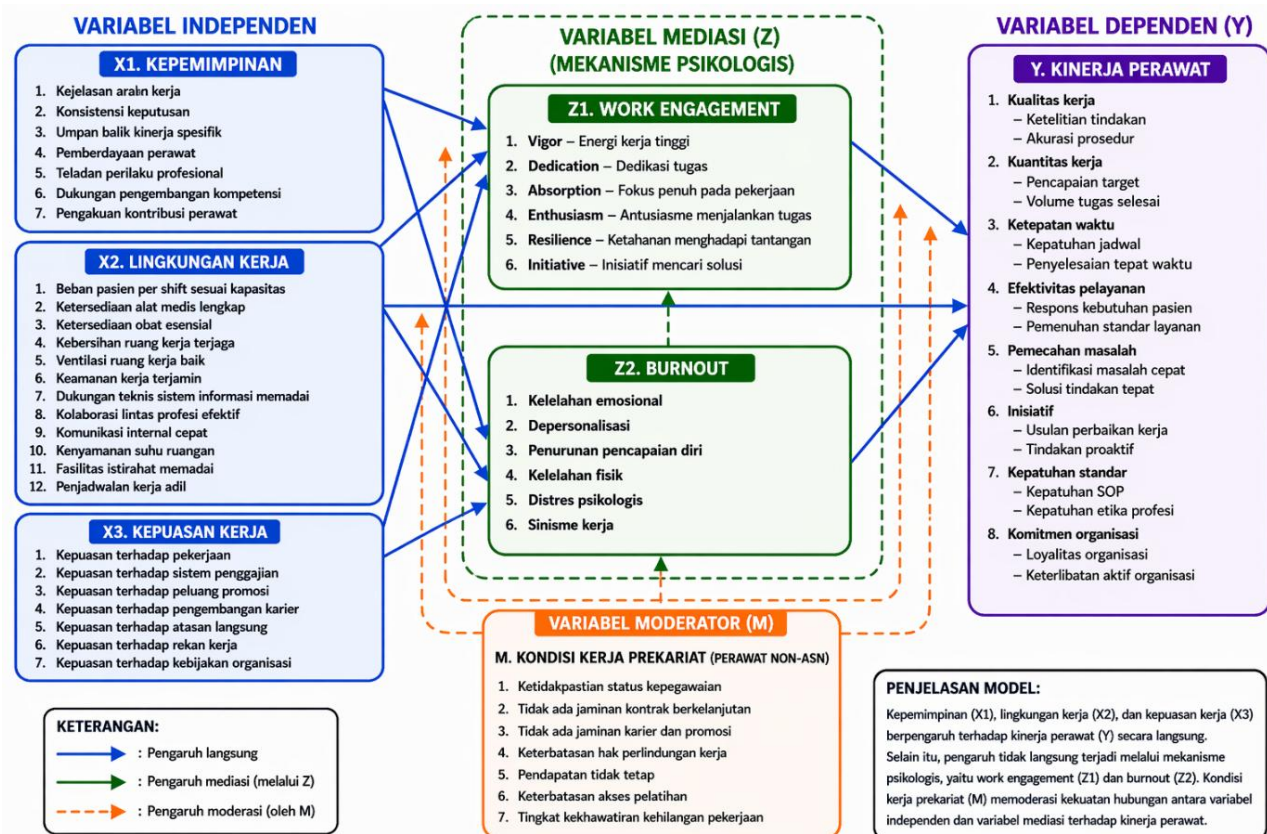 VARIABEL INDEPENDEN
X1. KEPEMIMPINAN
1. Kejelasan aralın kerja
2. Konsistensi keputusan
3. Umpan balik kinerja spesifik
4. Pemberdayaan perawat
5. Teladan perilaku profesional
6. Dukungan pengembangan kompetensi
7. Pengakuan kontribusi perawat
X2. LINGKUNGAN KERJA
1. Beban pasien per shift sesuai kapasitas
2. Ketersediaan alat medis lengkap
3. Ketersediaan obat esensial
4. Kebersihan ruang kerja terjaga
5. Ventilasi ruang kerja baik
6. Keamanan kerja terjamin
7. Dukungan teknis sistem informasi memadai
8. Kolaborasi lintas profesi efektif
9. Komunikasi internal cepat
10. Kenyamanan suhu ruangan
11. Fasilitas istirahat memadai
12. Penjadwalan kerja adil
X3. KEPUASAN KERJA
1. Kepuasan terhadap pekerjaan
2. Kepuasan terhadap sistem penggajian
3. Kepuasan terhadap peluang promosi
4. Kepuasan terhadap pengembangan karier
5. Kepuasan terhadap atasan langsung
6. Kepuasan terhadap rekan kerja
7. Kepuasan terhadap kebijakan organisasi
KETERANGAN:
: Pengaruh langsung
: Pengaruh mediasi (melalui Z)
: Pengaruh moderasi (oleh M)
VARIABEL MEDIASI (Z)
(MEKANISME PSIKOLOGIS)
Z1. WORK ENGAGEMENT
1. Vigor – Energi kerja tinggi
2. Dedication – Dedikasi tugas
3. Absorption – Fokus penuh pada pekerjaan
4. Enthusiasm – Antusiasme menjalankan tugas
5. Resilience – Ketahanan menghadapi tantangan
6. Initiative – Inisiatif mencari solusi
Z2. BURNOUT
1. Kelelahan emosional
2. Depersonalisasi
3. Penurunan pencapaian diri
4. Kelelahan fisik
5. Distres psikologis
6. Sinisme kerja
VARIABEL MODERATOR (M)
M. KONDISI KERJA PREKARIAT (PERAWAT NON-ASN)
1. Ketidakpastian status kepegawaian
2. Tidak ada jaminan kontrak berkelanjutan
3. Tidak ada jaminan karier dan promosi
4. Keterbatasan hak perlindungan kerja
5. Pendapatan tidak tetap
6. Keterbatasan akses pelatihan
7. Tingkat kekhawatiran kehilangan pekerjaan
VARIABEL DEPENDEN (Y)
Y. KINERJA PERAWAT
1. Kualitas kerja
– Ketelitian tindakan
– Akurasi prosedur
2. Kuantitas kerja
– Pencapaian target
– Volume tugas selesai
3. Ketepatan waktu
– Kepatuhan jadwal
– Penyelesaian tepat waktu
4. Efektivitas pelayanan
– Respons kebutuhan pasien
– Pemenuhan standar layanan
5. Pemecahan masalah
– Identifikasi masalah cepat
– Solusi tindakan tepat
6. Inisiatif
– Usulan perbaikan kerja
– Tindakan proaktif
7. Kepatuhan standar
– Kepatuhan SOP
– Kepatuhan etika profesi
8. Komitmen organisasi
– Loyalitas organisasi
– Keterlibatan aktif organisasi
PENJELASAN MODEL:
Kepemimpinan (X1), lingkungan kerja (X2), dan kepuasan kerja (X3)
berpengaruh terhadap kinerja perawat (Y) secara langsung.
Selain itu, pengaruh tidak langsung terjadi melalui mekanisme
psikologis, yaitu work engagement (Z1) dan burnout (Z2). Kondisi
kerja prekariat (M) memoderasi kekuatan hubungan antara variabel
independen dan variabel mediasi terhadap kinerja perawat.